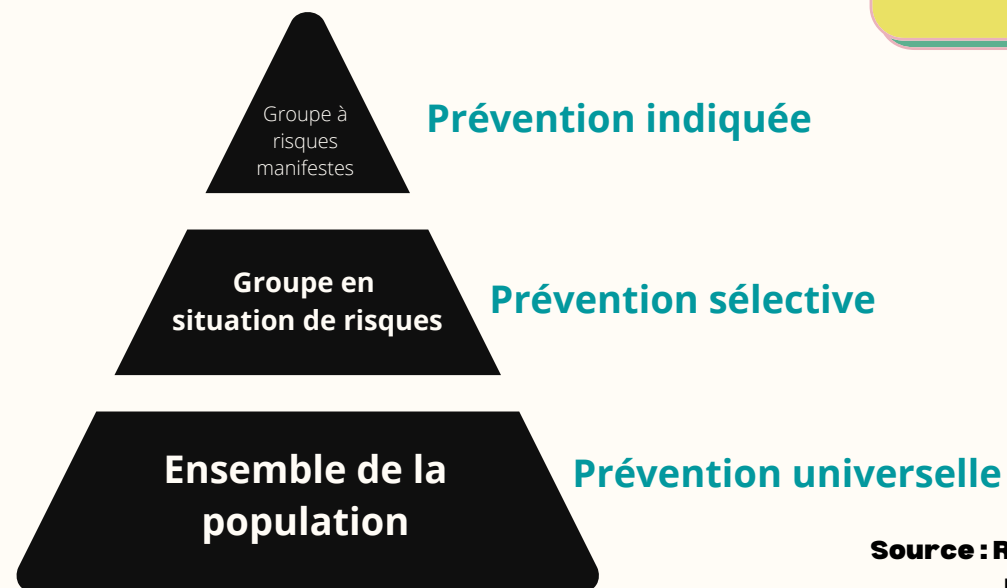 Groupe à
risques
manifestes
Prévention indiquée
Groupe en
situation de risques
Prévention sélective
Ensemble de la
population
Prévention universelle
Source :